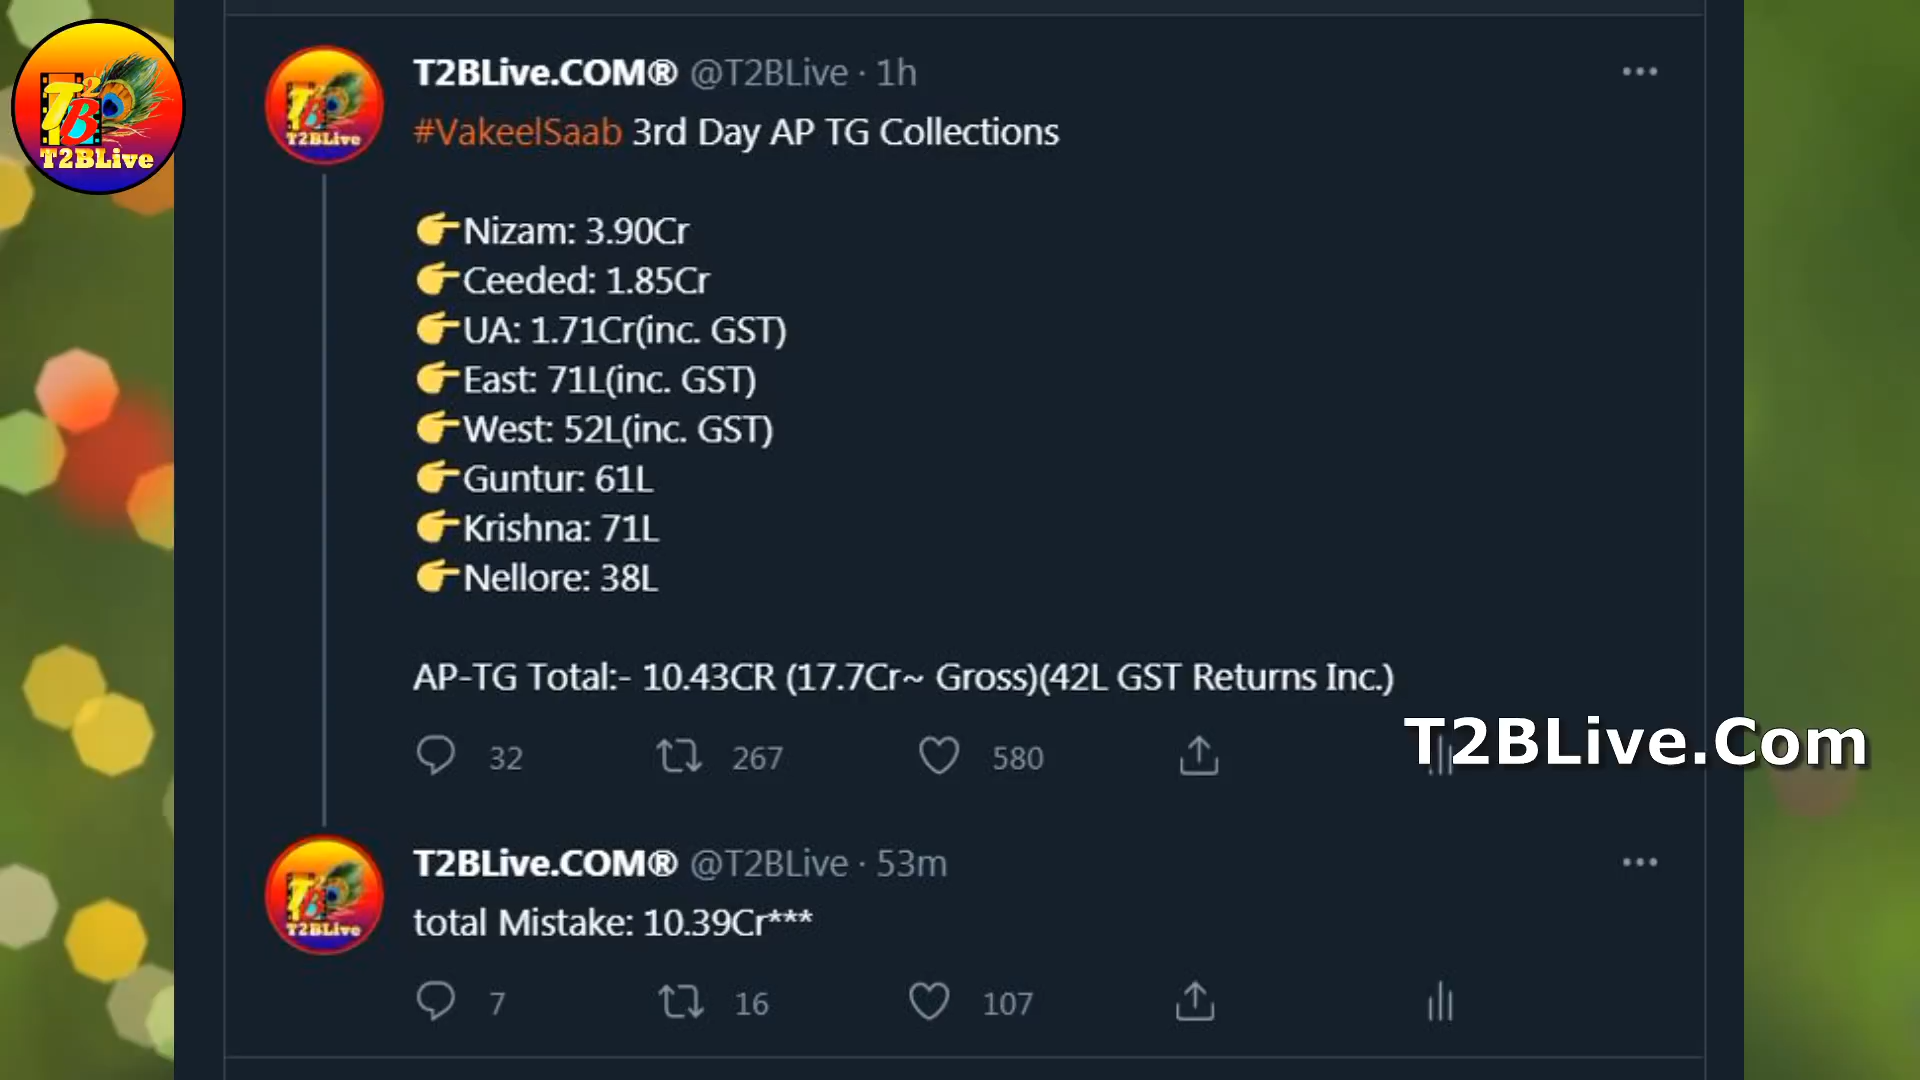 T2B
T2BLive
T2BLive.COM® @T2BLive · 1h
#VakeelSaab 3rd Day AP TG Collections
👉Nizam: 3.90Cr
👉Ceeded: 1.85Cr
👉UA: 1.71Cr(inc. GST)
👉East: 71L(inc. GST)
👉West: 52L(inc. GST)
👉Guntur: 61L
👉Krishna: 71L
👉Nellore: 38L
AP-TG Total:- 10.43CR (17.7Cr~ Gross)(42L GST Returns Inc.)
T2BLive.Com
32 267 580
T2BLive
T2BLive.COM® @T2BLive · 53m
total Mistake: 10.39Cr***
T2BLive
7 16 107